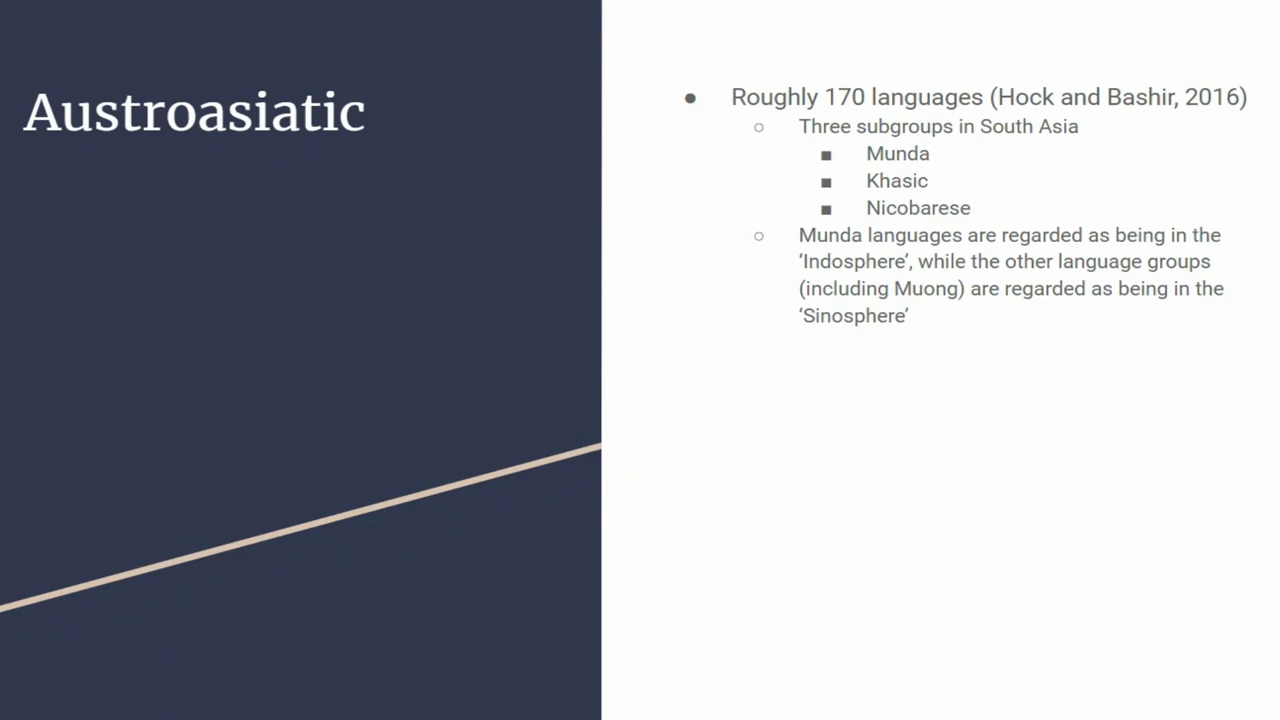 Austroasiatic
● Roughly 170 languages (Hock and Bashir, 2016)
○ Three subgroups in South Asia
■ Munda
■ Khasic
■ Nicobarese
○ Munda languages are regarded as being in the
‘Indosphere’, while the other language groups
(including Muong) are regarded as being in the
‘Sinosphere’